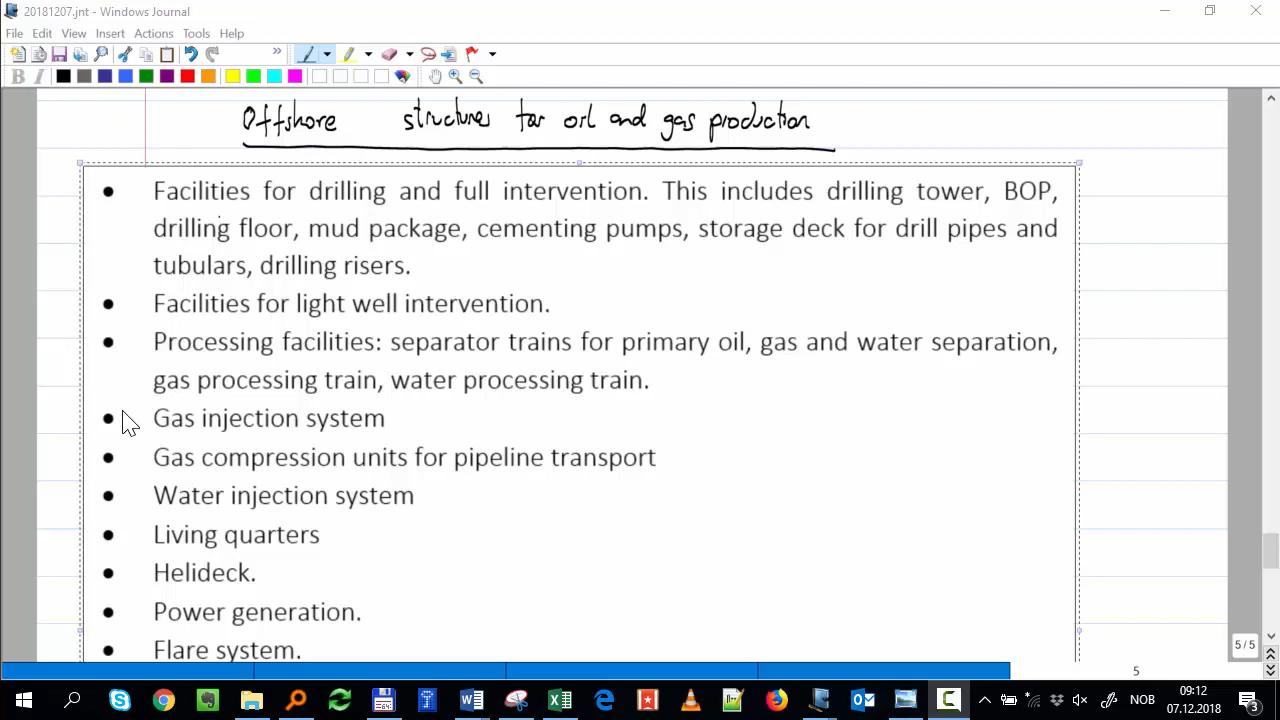 20181207.jnt - Windows Journal
File Edit View Insert Actions Tools Help
B I
Offshore structures for oil and gas production
• Facilities for drilling and full intervention. This includes drilling tower, BOP,
drilling floor, mud package, cementing pumps, storage deck for drill pipes and
tubulars, drilling risers.
• Facilities for light well intervention.
• Processing facilities: separator trains for primary oil, gas and water separation,
gas processing train, water processing train.
• Gas injection system
• Gas compression units for pipeline transport
• Water injection system
• Living quarters
• Helideck.
• Power generation.
• Flare system.
5/5
5
NOB
09:12
07.12.2018
3